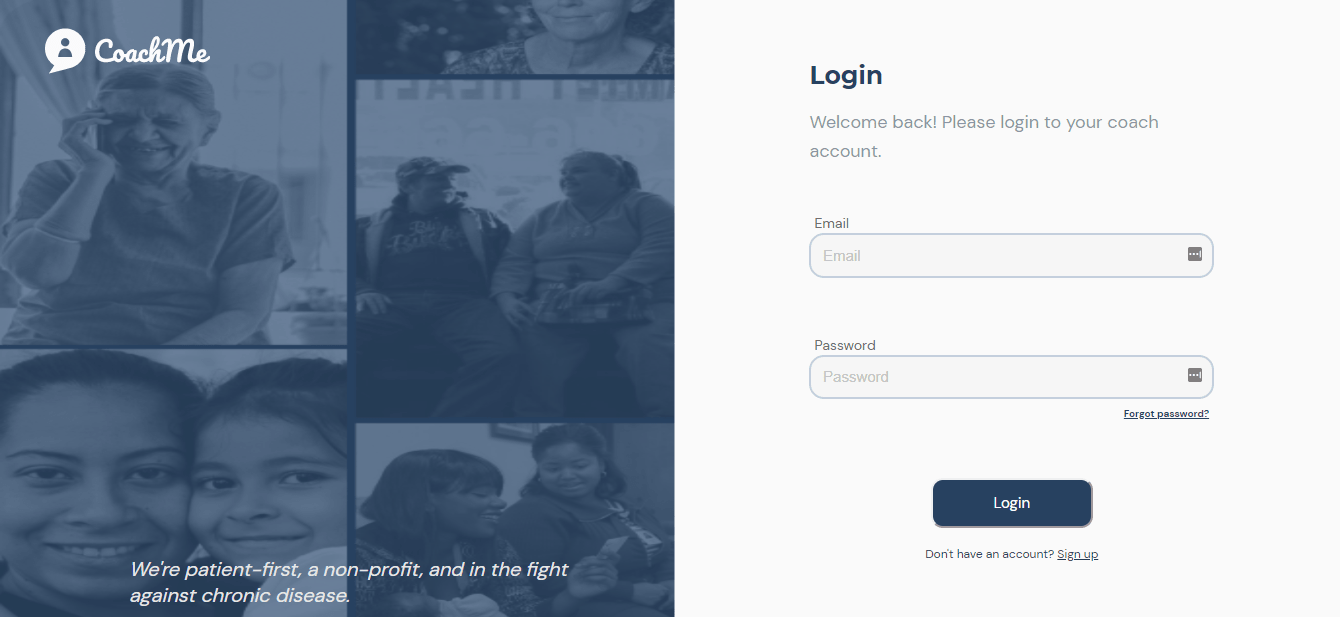 CoachMe
We're patient-first, a non-profit, and in the fight
against chronic disease.
Login
Welcome back! Please login to your coach
account.
Email
Email
Password
Password
Forgot password?
Login
Don't have an account? Sign up